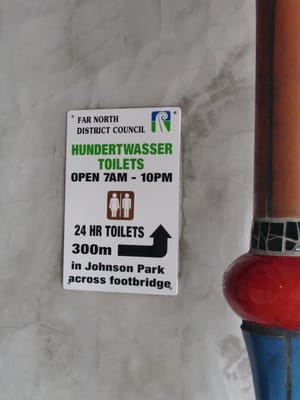 FAR NORTH
DISTRICT COUNCIL
HUNDERTWASSER
TOILETS
OPEN 7AM - 10PM
24 HR TOILETS
300m
in Johnson Park
across footbridge